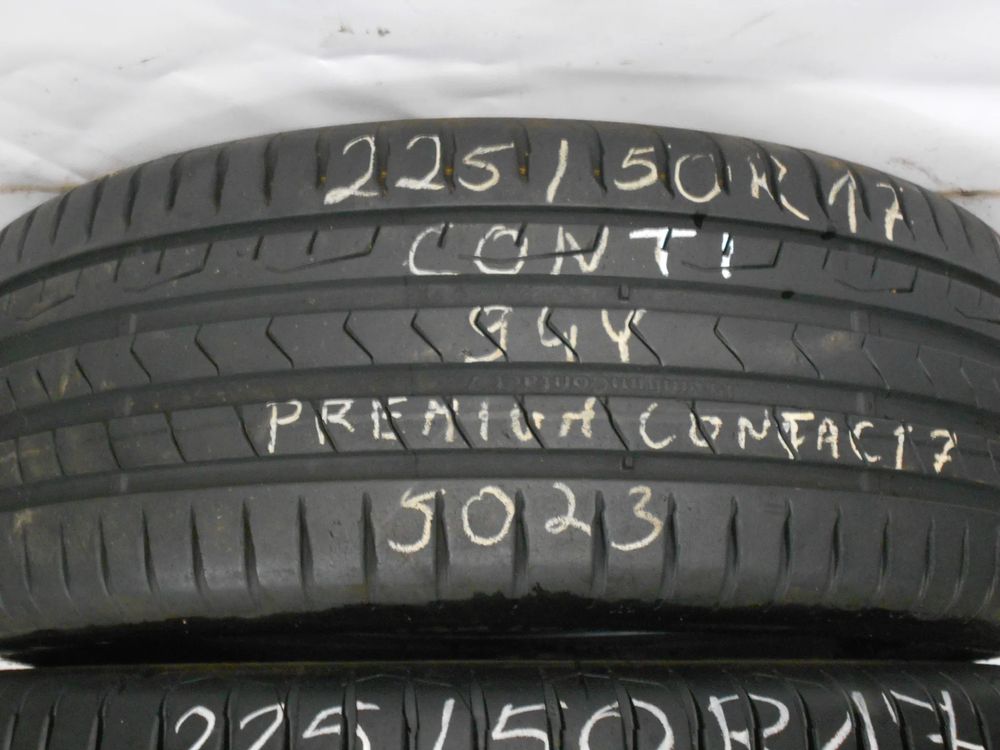 225/50R17
CONTI
94Y
PREMIUM CONTACT 7
5023
225/50R17